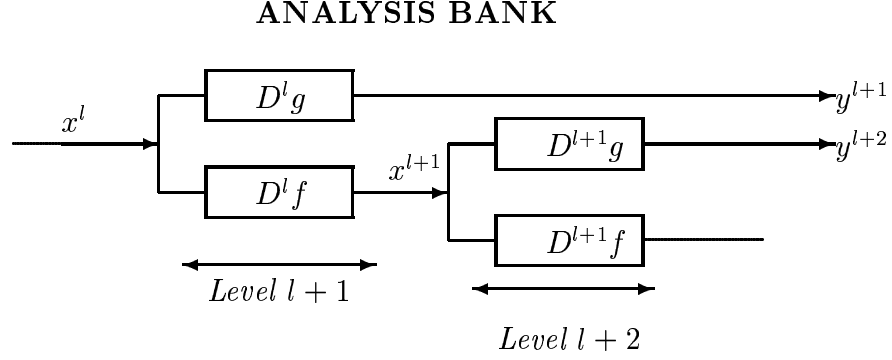 ANALYSIS BANK
x^l
D^l g
y^{l+1}
D^l f
x^{l+1}
D^{l+1} g
y^{l+2}
D^{l+1} f
Level l + 1
Level l + 2